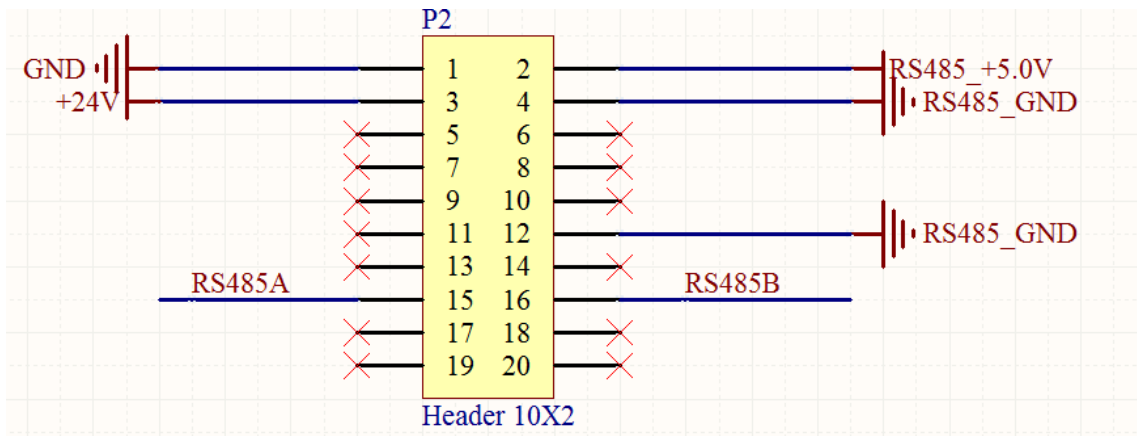 P2
GND 1 2 RS485_+5.0V
+24V 3 4 RS485_GND
5 6
7 8
9 10
11 12 RS485_GND
13 14
RS485A 15 16 RS485B
17 18
19 20
Header 10X2